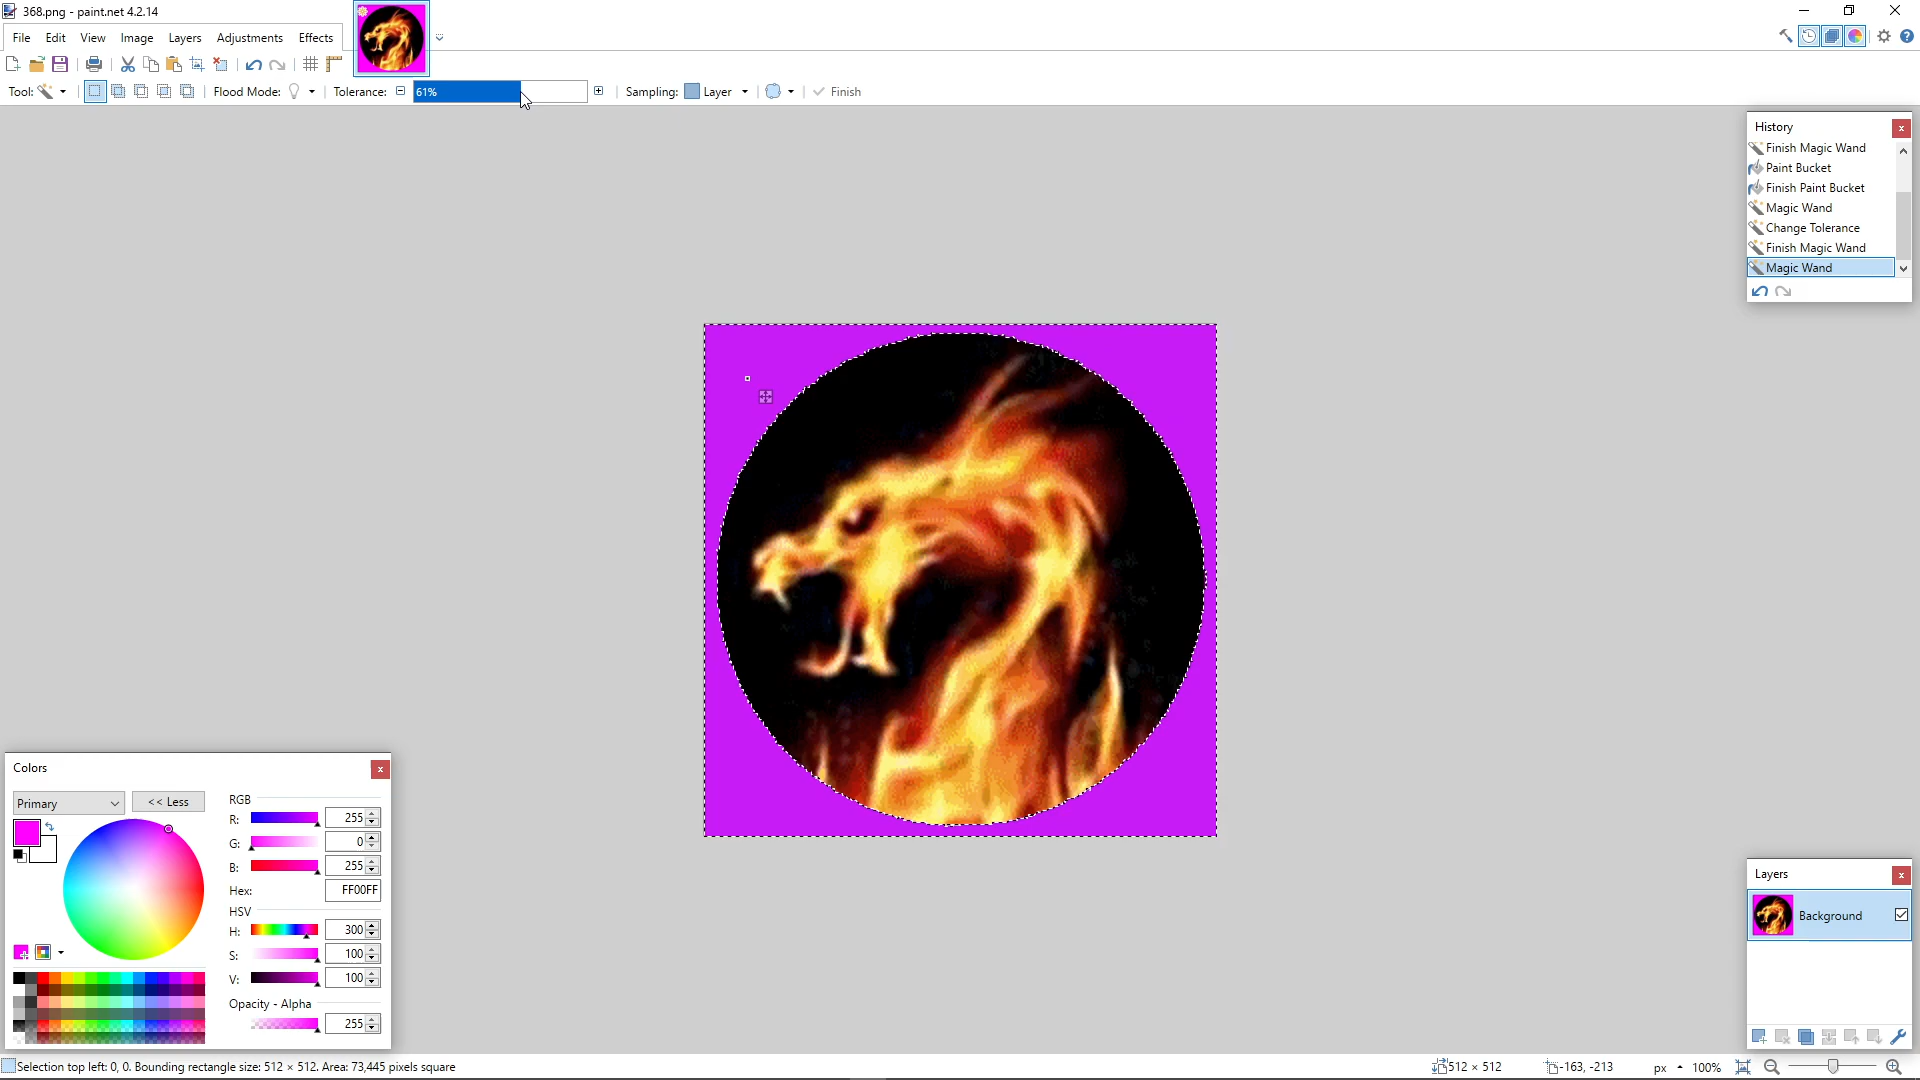 368.png - paint.net 4.2.14
File Edit View Image Layers Adjustments Effects
Tool: Flood Mode: Tolerance: 61% Sampling: Layer Finish
History
Finish Magic Wand
Paint Bucket
Finish Paint Bucket
Magic Wand
Change Tolerance
Finish Magic Wand
Magic Wand
Colors
Primary << Less
RGB
R: 255
G: 0
B: 255
Hex: FF00FF
HSV
H: 300
S: 100
V: 100
Opacity - Alpha
255
Layers
Background
Selection top left: 0, 0. Bounding rectangle size: 512 × 512. Area: 73,445 pixels square
512 × 512 -163, -213 px 100%